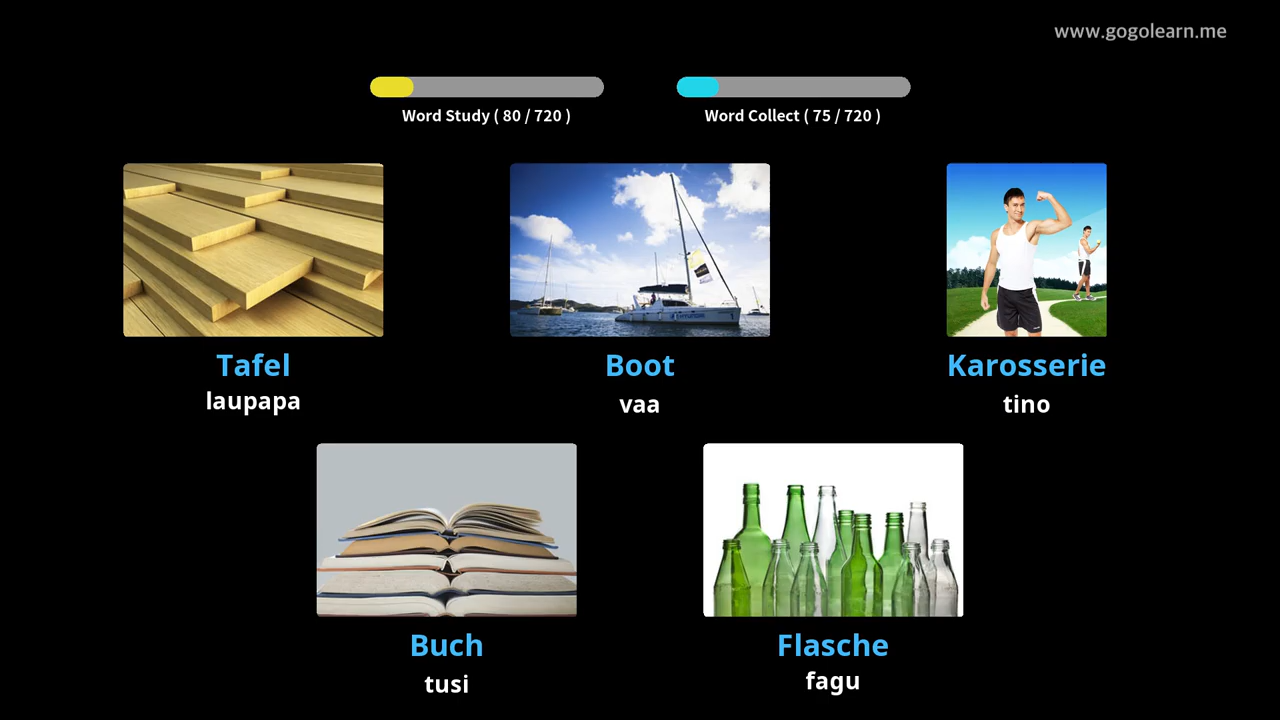 www.gogolearn.me
Word Study ( 80 / 720 )
Word Collect ( 75 / 720 )
Tafel
laupapa
Boot
vaa
Karosserie
tino
Buch
tusi
Flasche
fagu